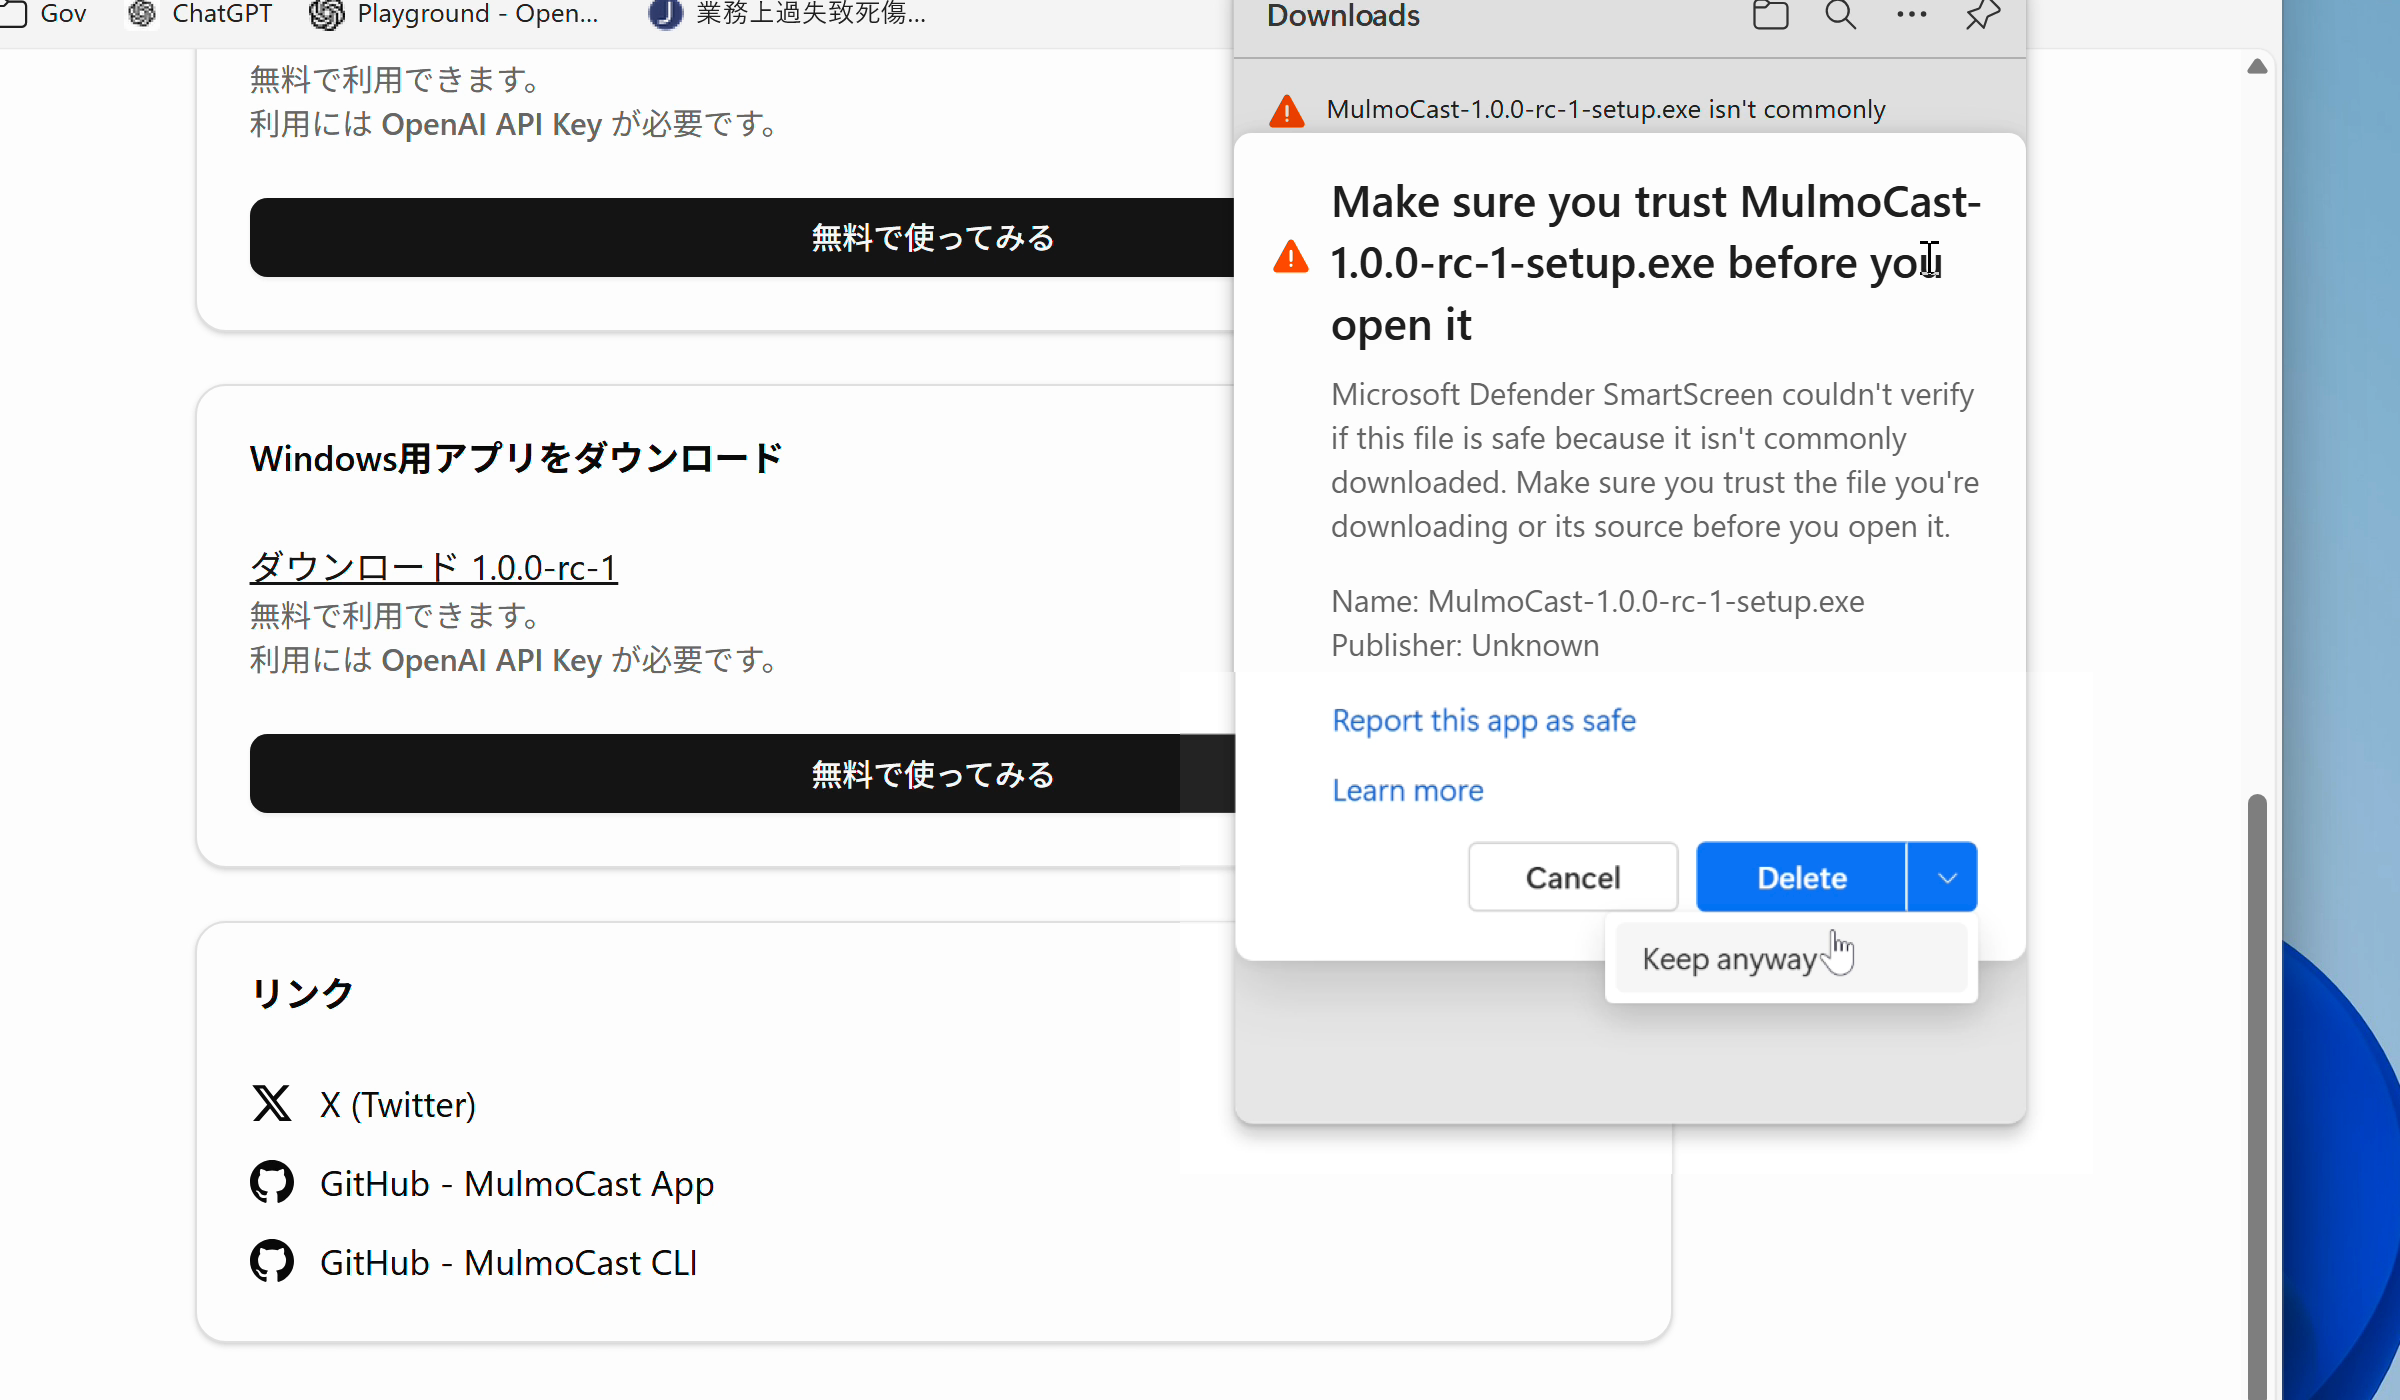 Gov
ChatGPT
Playground - Open...
業務上過失致死傷...
Downloads
無料で利用できます。
利用には OpenAI API Key が必要です。
無料で使ってみる
MulmoCast-1.0.0-rc-1-setup.exe isn't commonly
Make sure you trust MulmoCast-
1.0.0-rc-1-setup.exe before you
open it
Microsoft Defender SmartScreen couldn't verify
if this file is safe because it isn't commonly
downloaded. Make sure you trust the file you're
downloading or its source before you open it.
Name: MulmoCast-1.0.0-rc-1-setup.exe
Publisher: Unknown
Report this app as safe
Learn more
Cancel
Delete
Keep anyway
Windows用アプリをダウンロード
ダウンロード 1.0.0-rc-1
無料で利用できます。
利用には OpenAI API Key が必要です。
無料で使ってみる
リンク
X (Twitter)
GitHub - MulmoCast App
GitHub - MulmoCast CLI